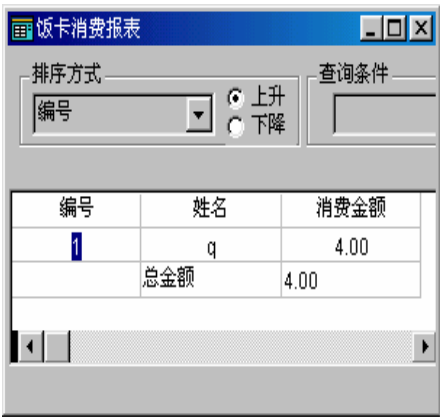 饭卡消费报表
排序方式
编号
上升
下降
查询条件
编号 姓名 消费金额
1 q 4.00
总金额 4.00